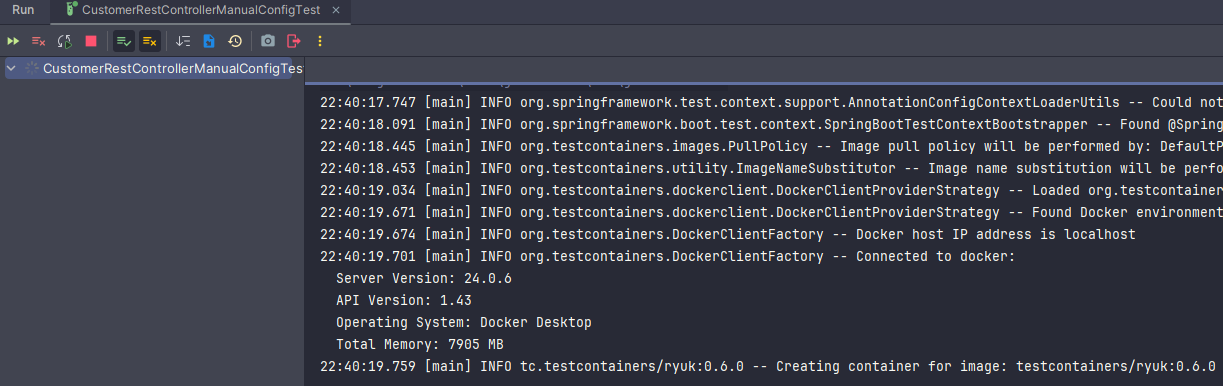 Run CustomerRestControllerManualConfigTest ×
CustomerRestControllerManualConfigTes
22:40:17.747 [main] INFO org.springframework.test.context.support.AnnotationConfigContextLoaderUtils -- Could not
22:40:18.091 [main] INFO org.springframework.boot.test.context.SpringBootTestContextBootstrapper -- Found @Spring
22:40:18.445 [main] INFO org.testcontainers.images.PullPolicy -- Image pull policy will be performed by: DefaultP
22:40:18.453 [main] INFO org.testcontainers.utility.ImageNameSubstitutor -- Image name substitution will be perfo
22:40:19.034 [main] INFO org.testcontainers.dockerclient.DockerClientProviderStrategy -- Loaded org.testcontainer
22:40:19.671 [main] INFO org.testcontainers.dockerclient.DockerClientProviderStrategy -- Found Docker environment
22:40:19.674 [main] INFO org.testcontainers.DockerClientFactory -- Docker host IP address is localhost
22:40:19.701 [main] INFO org.testcontainers.DockerClientFactory -- Connected to docker:
Server Version: 24.0.6
API Version: 1.43
Operating System: Docker Desktop
Total Memory: 7905 MB
22:40:19.759 [main] INFO tc.testcontainers/ryuk:0.6.0 -- Creating container for image: testcontainers/ryuk:0.6.0